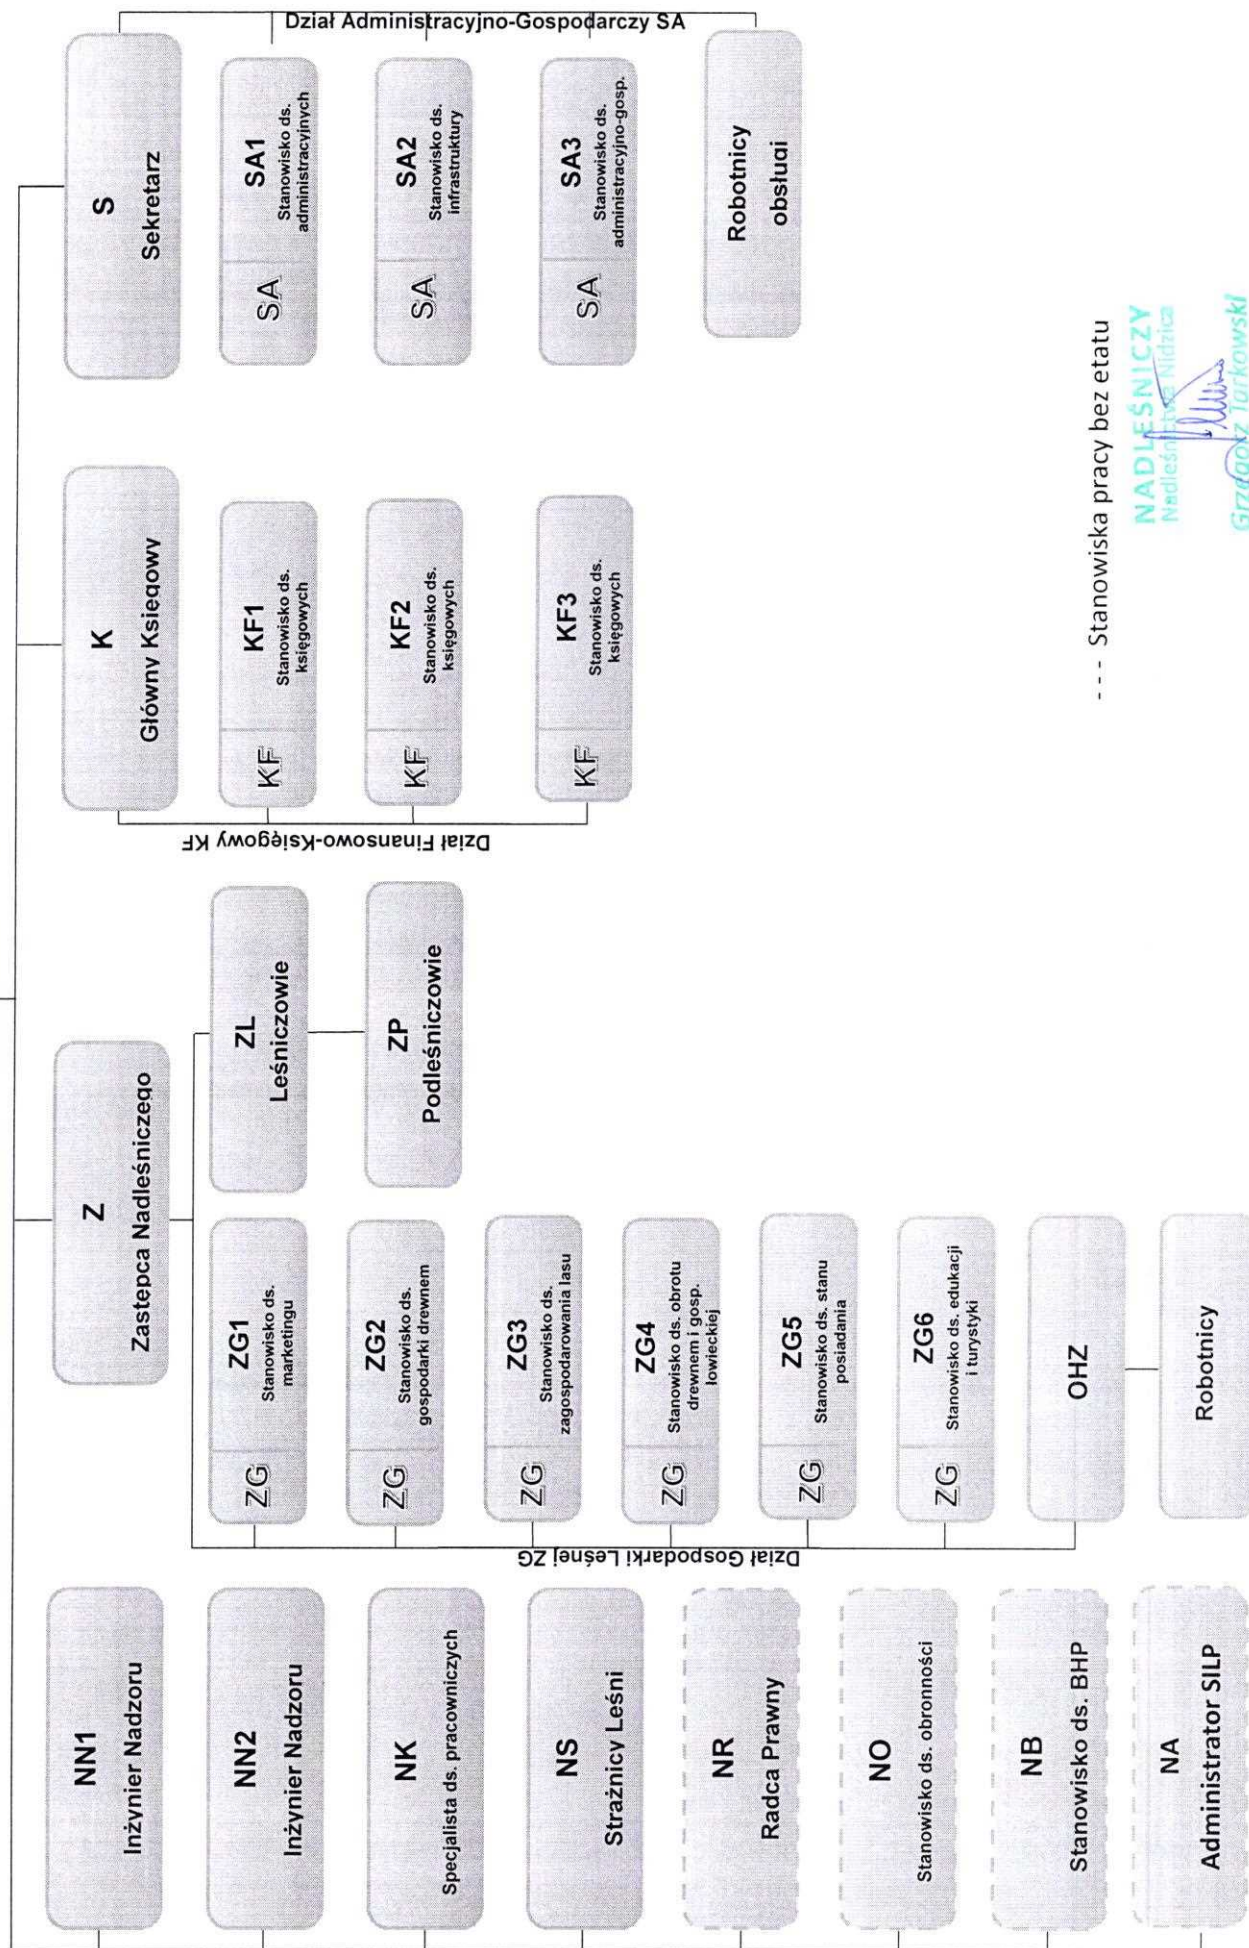 NN1
Inżynier Nadzoru
NN2
Inżynier Nadzoru
NK
Specjalista ds. pracowniczych
NS
Strażnicy Leśni
NR
Radca Prawny
NO
Stanowisko ds. obronności
NB
Stanowisko ds. BHP
NA
Administrator SILP
Z
Zastępca Nadleśniczego
Dział Gospodarki Leśnej ZG
ZG
ZG1
Stanowisko ds.
marketingu
ZG
ZG2
Stanowisko ds.
gospodarki drewnem
ZG
ZG3
Stanowisko ds.
zagospodarowania lasu
ZG
ZG4
Stanowisko ds. obrotu
drewnem i gosp.
łowieckiej
ZG
ZG5
Stanowisko ds. stanu
posiadania
ZG
ZG6
Stanowisko ds. edukacji
i turystyki
OHZ
Robotnicy
ZL
Leśniczowie
ZP
Podleśniczowie
K
Główny Księgowy
Dział Finansowo-Księgowy KF
KF
KF1
Stanowisko ds.
księgowych
KF
KF2
Stanowisko ds.
księgowych
KF
KF3
Stanowisko ds.
księgowych
S
Sekretarz
Dział Administracyjno-Gospodarczy SA
SA
SA1
Stanowisko ds.
administracyjnych
SA
SA2
Stanowisko ds.
infrastruktury
SA
SA3
Stanowisko ds.
administracyjno-gosp.
Robotnicy
obsługi
- - - Stanowiska pracy bez etatu
NADLEŚNICZY
Nadleśnictwa Nidzica
Grzegorz Tarkowski